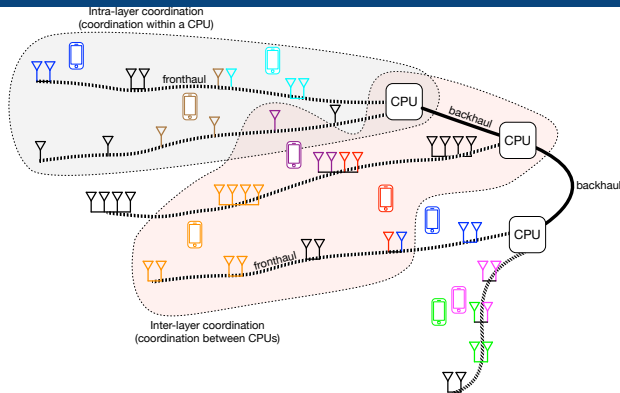 Intra-layer coordination
(coordination within a CPU)
fronthaul
CPU
backhaul
CPU
backhaul
CPU
fronthaul
Inter-layer coordination
(coordination between CPUs)